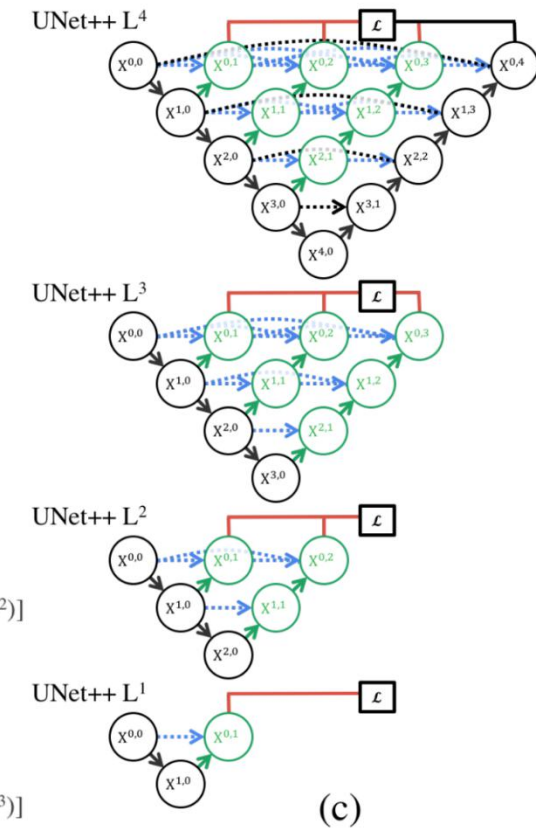 UNet++ L⁴
ℒ
X⁰,⁰ X⁰,¹ X⁰,² X⁰,³ X⁰,⁴
X¹,⁰ X¹,¹ X¹,² X¹,³
X²,⁰ X²,¹ X²,²
X³,⁰ X³,¹
X⁴,⁰
UNet++ L³
ℒ
X⁰,⁰ X⁰,¹ X⁰,² X⁰,³
X¹,⁰ X¹,¹ X¹,²
X²,⁰ X²,¹
X³,⁰
UNet++ L²
ℒ
X⁰,⁰ X⁰,¹ X⁰,²
X¹,⁰ X¹,¹
²)]
X²,⁰
UNet++ L¹
ℒ
X⁰,⁰ X⁰,¹
X¹,⁰
³)]
(c)